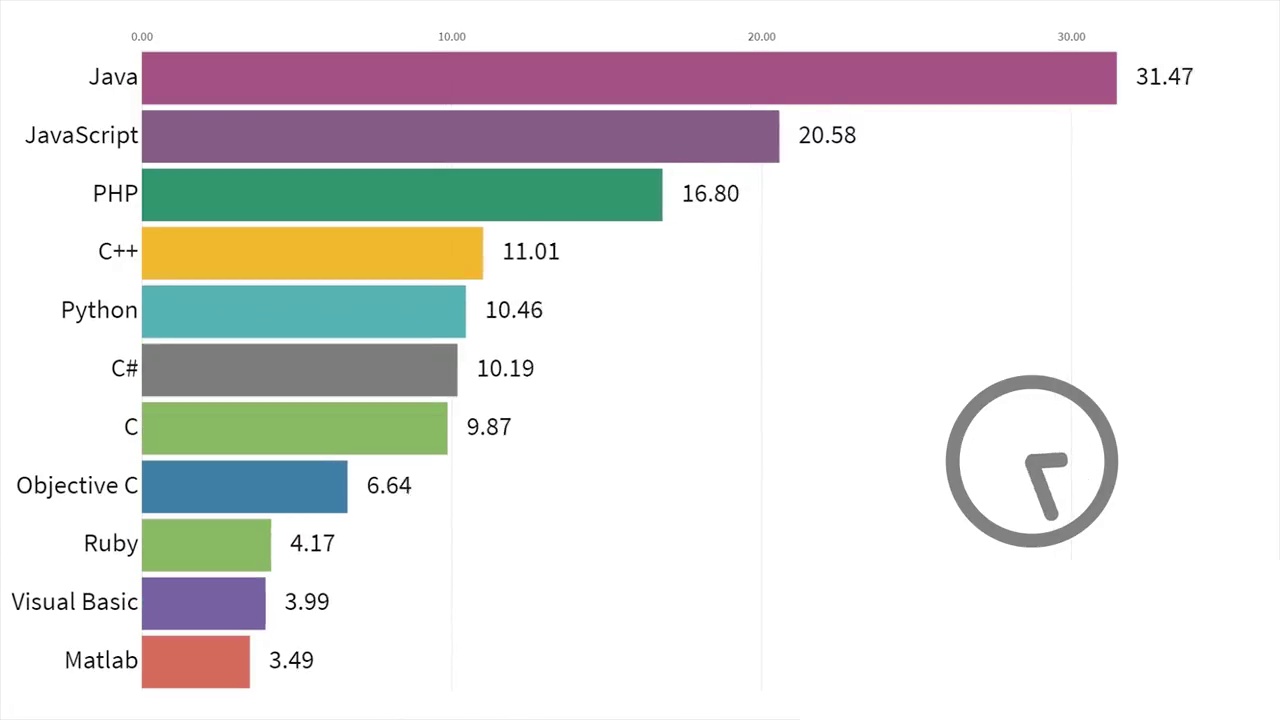 0.00 10.00 20.00 30.00
Java 31.47
JavaScript 20.58
PHP 16.80
C++ 11.01
Python 10.46
C# 10.19
C 9.87
Objective C 6.64
Ruby 4.17
Visual Basic 3.99
Matlab 3.49